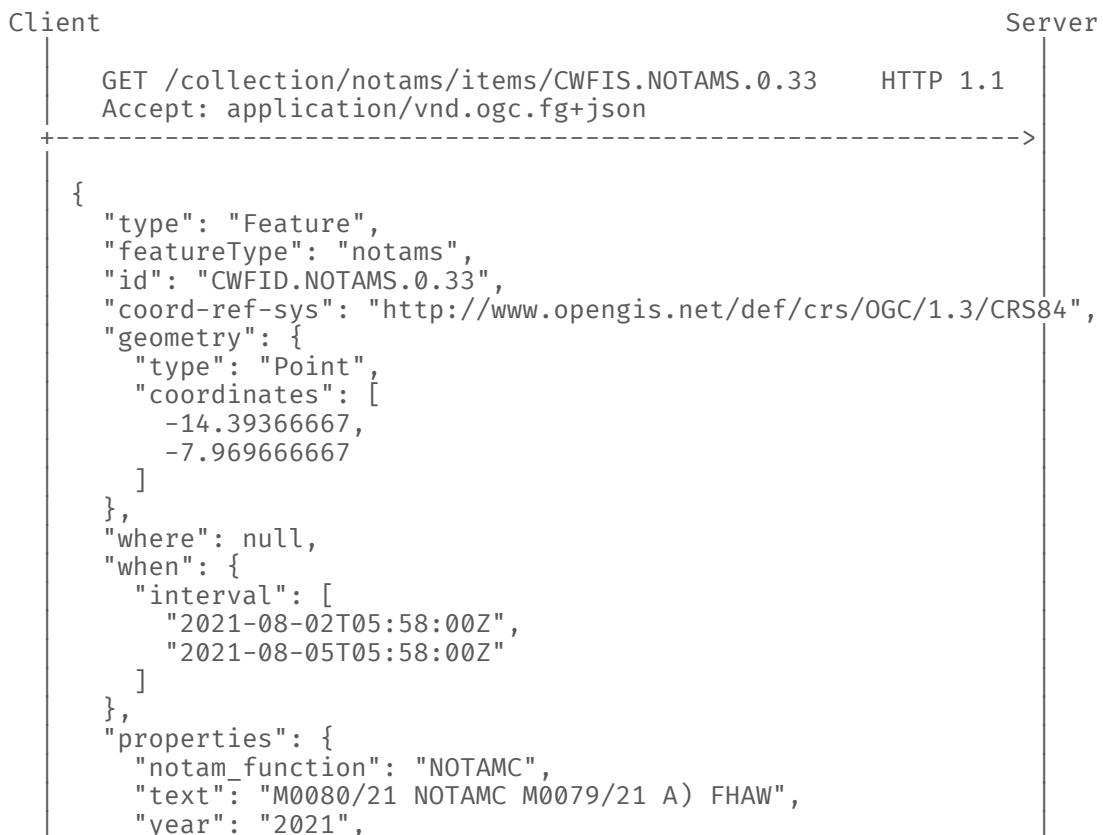 Client Server
GET /collection/notams/items/CWFIS.NOTAMS.0.33 HTTP 1.1
Accept: application/vnd.ogc.fg+json
+------------------------------------------------------------->
{
"type": "Feature",
"featureType": "notams",
"id": "CWFID.NOTAMS.0.33",
"coord-ref-sys": "http://www.opengis.net/def/crs/OGC/1.3/CRS84",
"geometry": {
"type": "Point",
"coordinates": [
-14.39366667,
-7.969666667
]
},
"where": null,
"when": {
"interval": [
"2021-08-02T05:58:00Z",
"2021-08-05T05:58:00Z"
]
},
"properties": {
"notam_function": "NOTAMC",
"text": "M0080/21 NOTAMC M0079/21 A) FHAW",
"year": "2021",